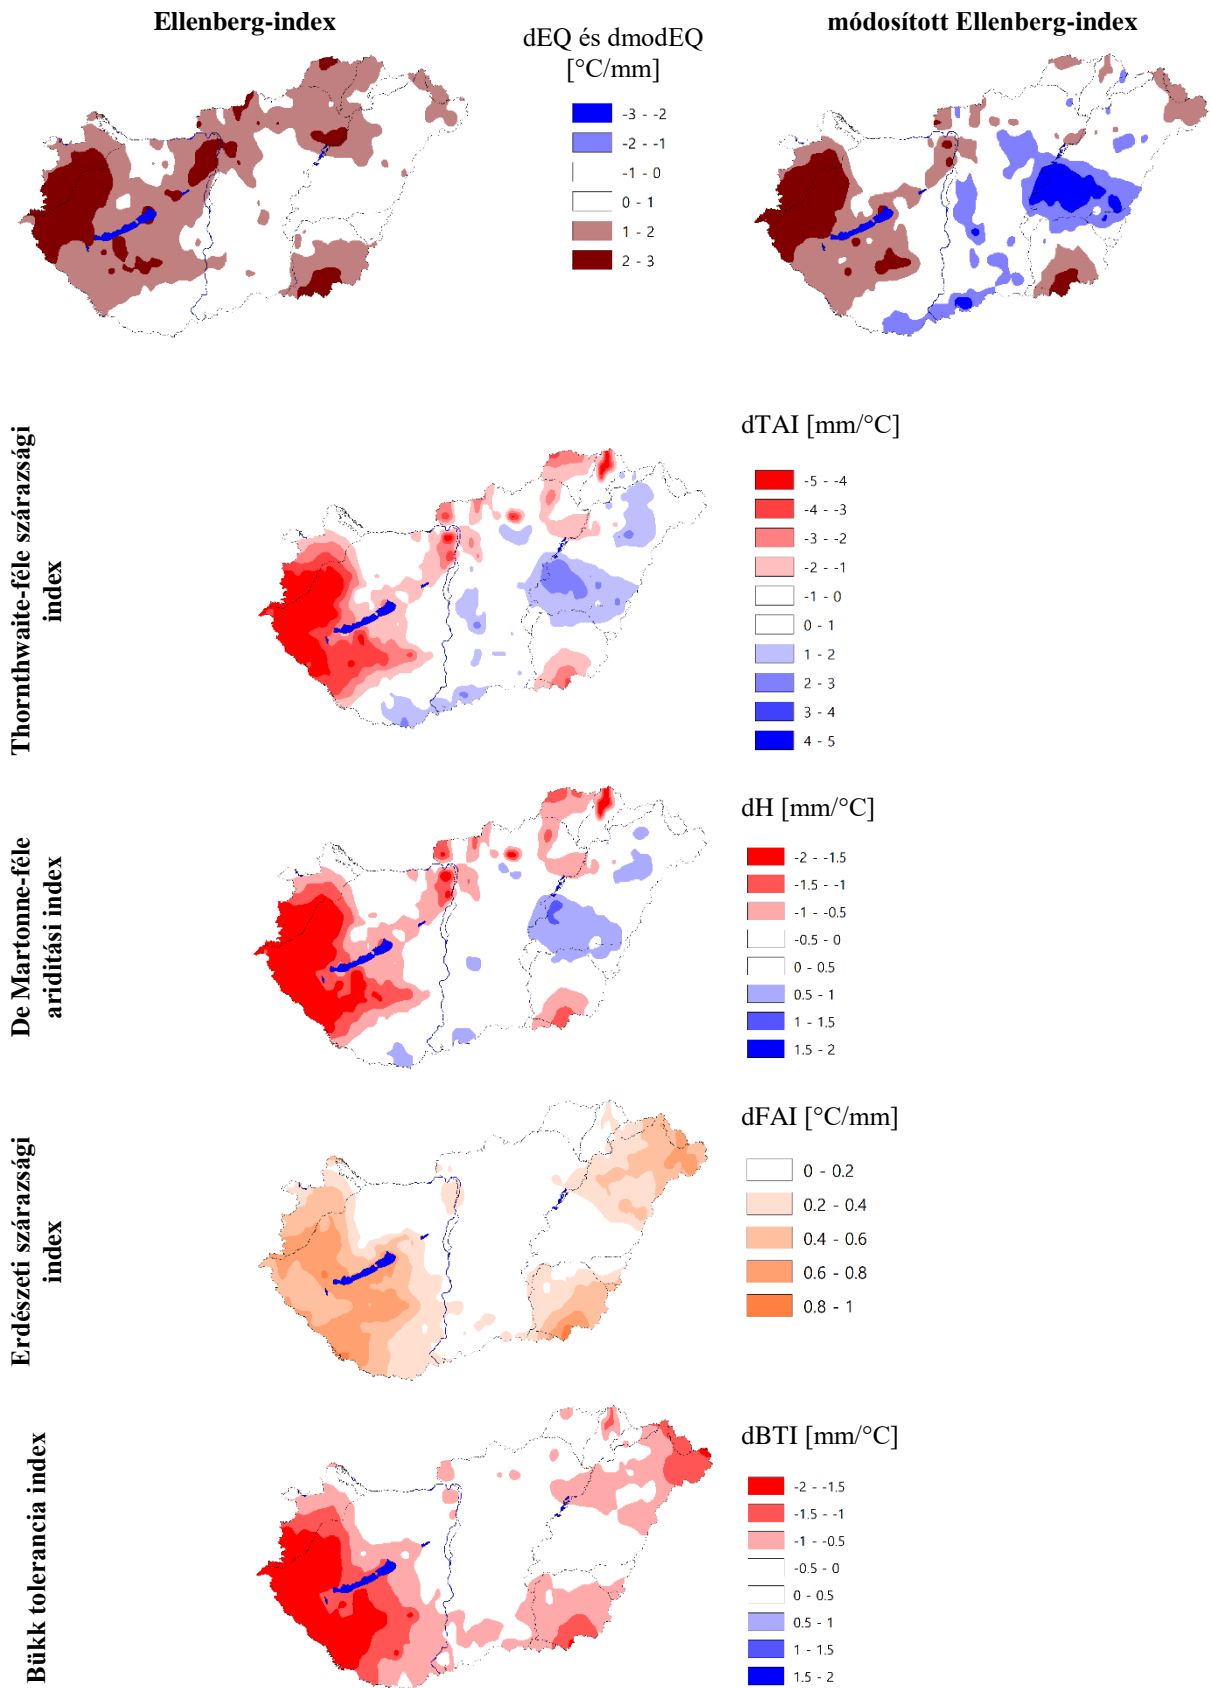 Ellenberg-index
módosított Ellenberg-index
dEQ és dmodEQ
[°C/mm]
-3 - -2
-2 - -1
-1 - 0
0 - 1
1 - 2
2 - 3
Thornthwaite-féle szárazsági
index
dTAI [mm/°C]
-5 - -4
-4 - -3
-3 - -2
-2 - -1
-1 - 0
0 - 1
1 - 2
2 - 3
3 - 4
4 - 5
De Martonne-féle
ariditási index
dH [mm/°C]
-2 - -1.5
-1.5 - -1
-1 - -0.5
-0.5 - 0
0 - 0.5
0.5 - 1
1 - 1.5
1.5 - 2
Erdészeti szárazsági
index
dFAI [°C/mm]
0 - 0.2
0.2 - 0.4
0.4 - 0.6
0.6 - 0.8
0.8 - 1
Bükk tolerancia index
dBTI [mm/°C]
-2 - -1.5
-1.5 - -1
-1 - -0.5
-0.5 - 0
0 - 0.5
0.5 - 1
1 - 1.5
1.5 - 2